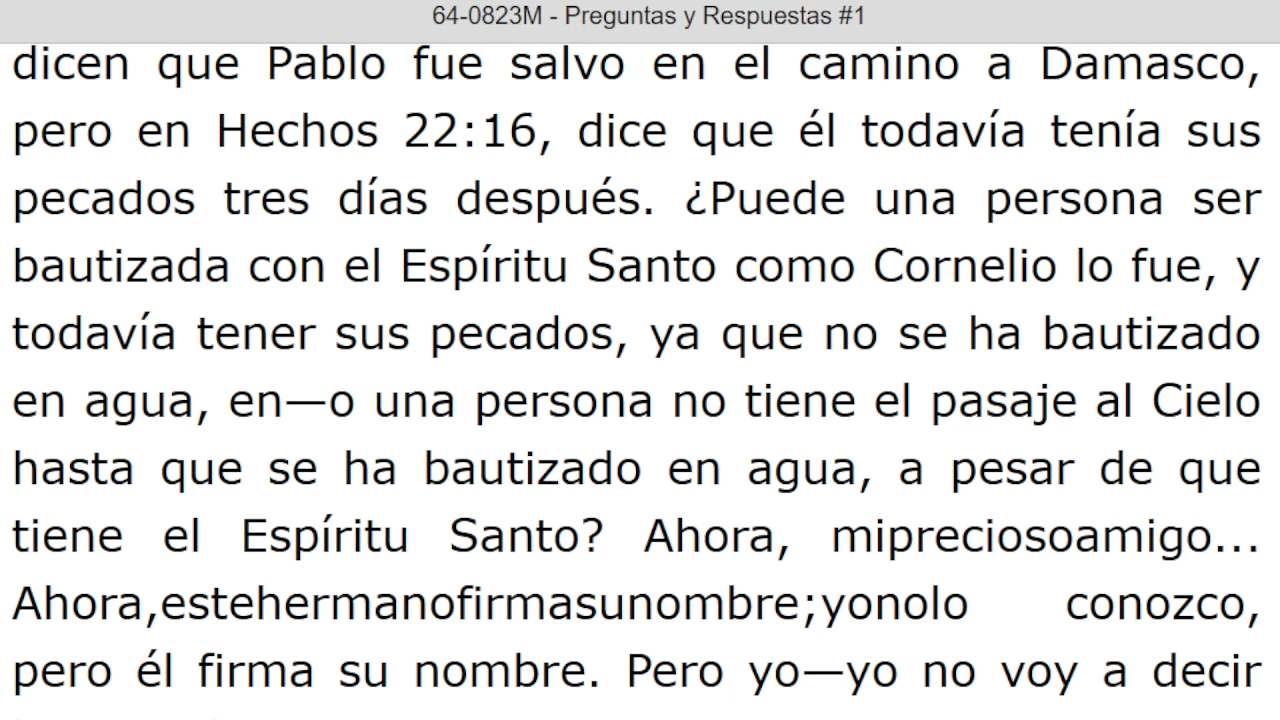 64-0823M - Preguntas y Respuestas #1
dicen que Pablo fue salvo en el camino a Damasco,
pero en Hechos 22:16, dice que él todavía tenía sus
pecados tres días después. ¿Puede una persona ser
bautizada con el Espíritu Santo como Cornelio lo fue, y
todavía tener sus pecados, ya que no se ha bautizado
en agua, en—o una persona no tiene el pasaje al Cielo
hasta que se ha bautizado en agua, a pesar de que
tiene el Espíritu Santo? Ahora, mipreciosoamigo...
Ahora,estehermanofirmasunombre;yonolo conozco,
pero él firma su nombre. Pero yo—yo no voy a decir